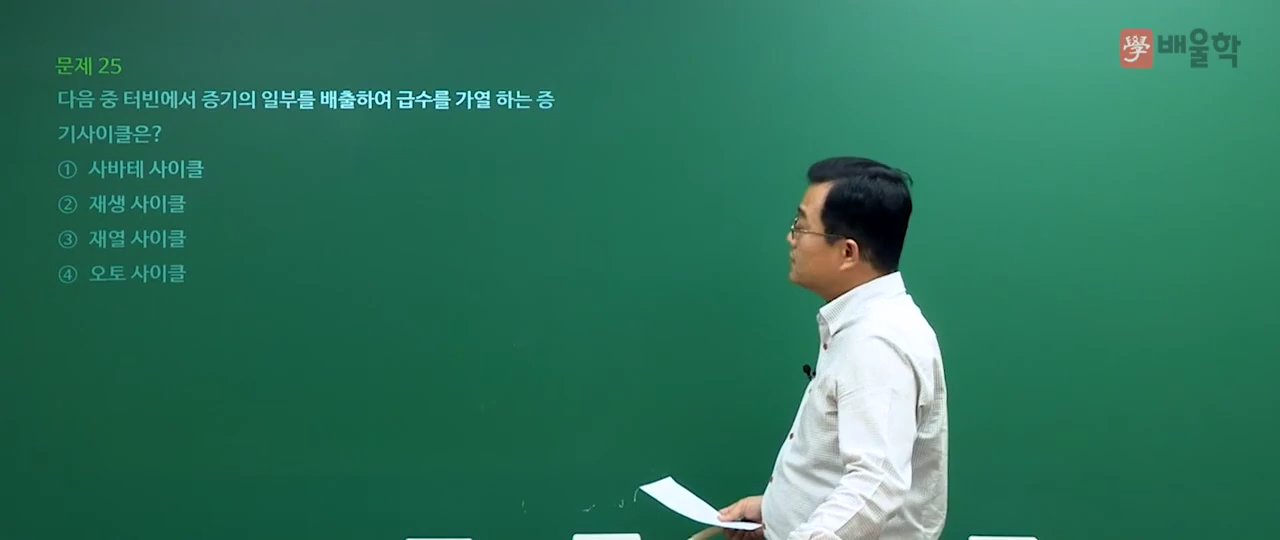 學배울학
문제 25
다음 중 터빈에서 증기의 일부를 배출하여 급수를 가열 하는 증
기사이클은?
① 사바테 사이클
② 재생 사이클
③ 재열 사이클
④ 오토 사이클